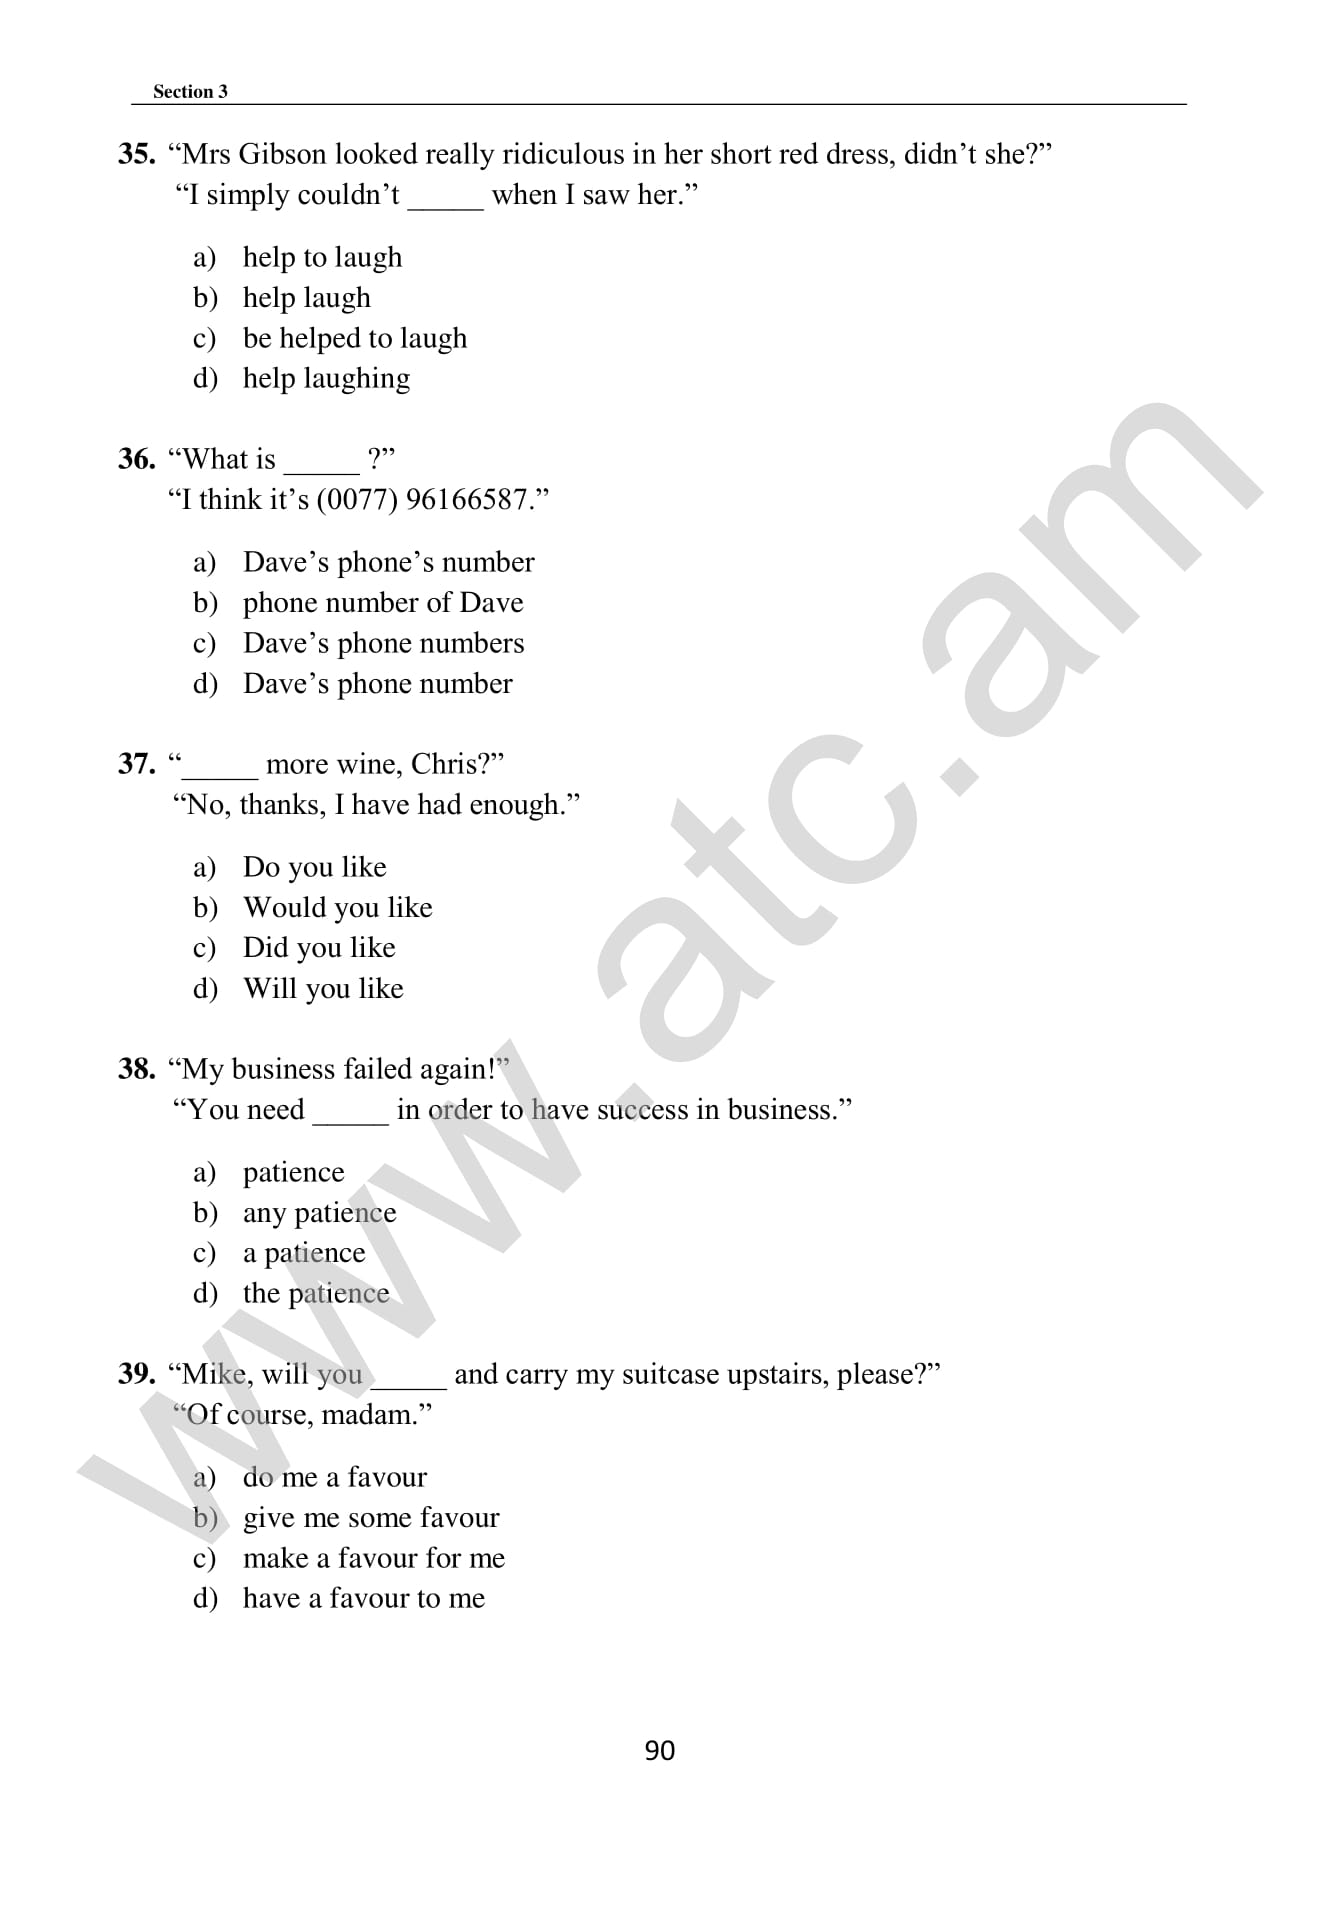 Section 3
35. “Mrs Gibson looked really ridiculous in her short red dress, didn’t she?”
“I simply couldn’t _____ when I saw her.”
a) help to laugh
b) help laugh
c) be helped to laugh
d) help laughing
36. “What is _____ ?”
“I think it’s (0077) 96166587.”
a) Dave’s phone’s number
b) phone number of Dave
c) Dave’s phone numbers
d) Dave’s phone number
37. “_____ more wine, Chris?”
“No, thanks, I have had enough.”
a) Do you like
b) Would you like
c) Did you like
d) Will you like
38. “My business failed again!”
“You need _____ in order to have success in business.”
a) patience
b) any patience
c) a patience
d) the patience
39. “Mike, will you _____ and carry my suitcase upstairs, please?”
“Of course, madam.”
a) do me a favour
b) give me some favour
c) make a favour for me
d) have a favour to me
90
www.atc.am